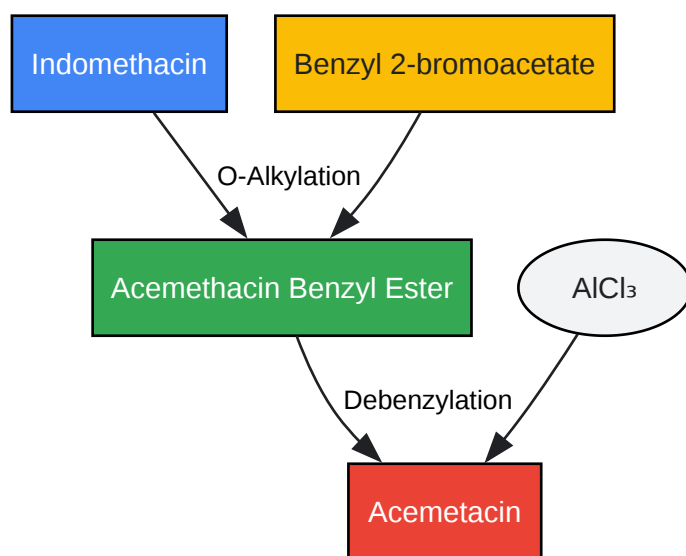 Indomethacin
Benzyl 2-bromoacetate
O-Alkylation
Acemethacin Benzyl Ester
AlCl₃
Debenzylation
Acemetacin